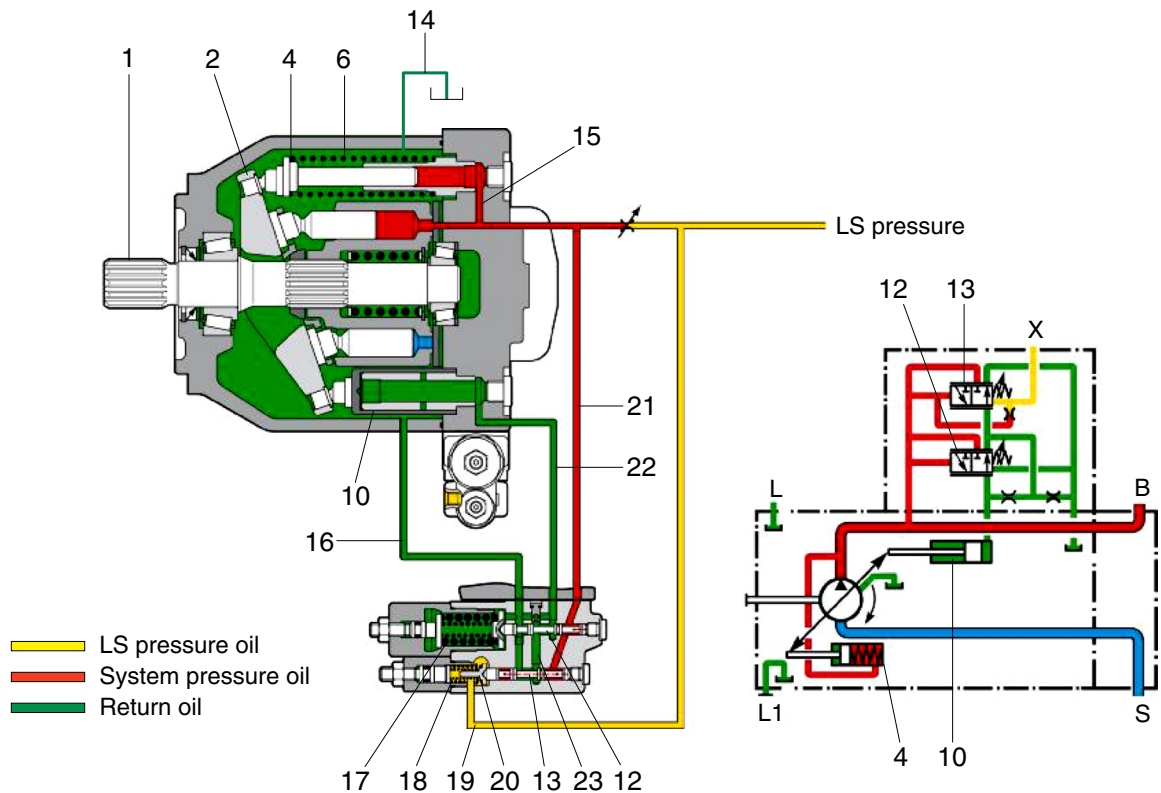 14
1 2 4 6
15
LS pressure
12 13
X
21
22
10
16
L
B
10
LS pressure oil
System pressure oil
Return oil
17 18 19 20 13 23 12
L1
4 10
S